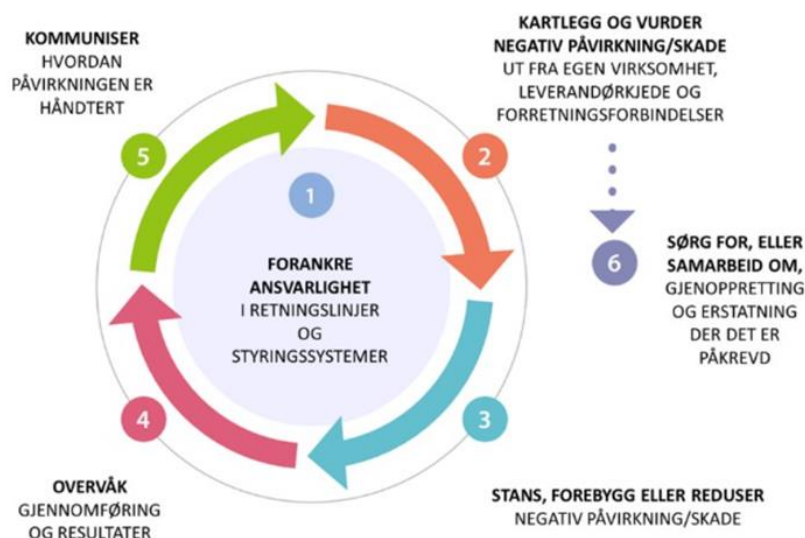 1
FORANKRE
ANSVARLIGHET
I RETNINGSLINJER
OG
STYRINGSSYSTEMER
2
KARTLEGG OG VURDER
NEGATIV PÅVIRKNING/SKADE
UT FRA EGEN VIRKSOMHET,
LEVERANDØRKJEDE OG
FORRETNINGSFORBINDELSER
3
STANS, FOREBYGG ELLER REDUSER
NEGATIV PÅVIRKNING/SKADE
4
OVERVÅK
GJENNOMFØRING
OG RESULTATER
5
KOMMUNISER
HVORDAN
PÅVIRKNINGEN ER
HÅNDTERT
6
SØRG FOR, ELLER
SAMARBEID OM,
GJENOPPRETTING
OG ERSTATNING
DER DET ER
PÅKREVD